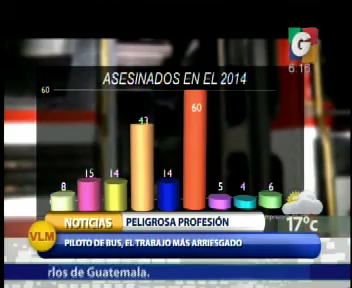 G
6:16
ASESINADOS EN EL 2014
60
8
15
14
43
14
60
5
4
6
17°C
NOTICIAS
PELIGROSA PROFESIÓN
VLM
PILOTO DE BUS, EL TRABAJO MÁS ARRIESGADO
rlos de Guatemala.